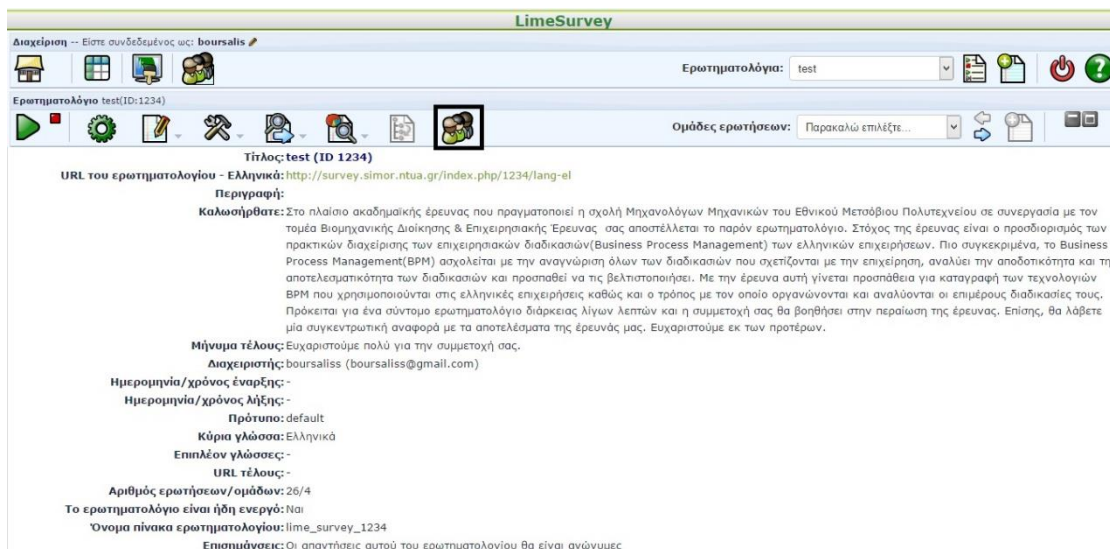 LimeSurvey
Διαχείριση -- Είστε συνδεδεμένος ως: boursalis
Ερωτηματολόγια: test
Ερωτηματολόγιο test(ID:1234)
Ομάδες ερωτήσεων: Παρακαλώ επιλέξτε...
Τίτλος: test (ID 1234)
URL του ερωτηματολογίου - Ελληνικά: http://survey.simor.ntua.gr/index.php/1234/lang-el
Περιγραφή:
Καλωσήρθατε: Στο πλαίσιο ακαδημαϊκής έρευνας που πραγματοποιεί η σχολή Μηχανολόγων Μηχανικών του Εθνικού Μετσόβιου Πολυτεχνείου σε συνεργασία με τον
τομέα Βιομηχανικής Διοίκησης & Επιχειρησιακής Έρευνας σας αποστέλλεται το παρόν ερωτηματολόγιο. Στόχος της έρευνας είναι ο προσδιορισμός των
πρακτικών διαχείρισης των επιχειρησιακών διαδικασιών(Business Process Management) των ελληνικών επιχειρήσεων. Πιο συγκεκριμένα, το Business
Process Management(BPM) ασχολείται με την αναγνώριση όλων των διαδικασιών που σχετίζονται με την επιχείρηση, αναλύει την αποδοτικότητα και τη
αποτελεσματικότητα των διαδικασιών και προσπαθεί να τις βελτιστοποιήσει. Με την έρευνα αυτή γίνεται προσπάθεια για καταγραφή των τεχνολογιών
BPM που χρησιμοποιούνται στις ελληνικές επιχειρήσεις καθώς και ο τρόπος με τον οποίο οργανώνονται και αναλύονται οι επιμέρους διαδικασίες τους.
Πρόκειται για ένα σύντομο ερωτηματολόγιο διάρκειας λίγων λεπτών και η συμμετοχή σας θα βοηθήσει στην περαίωση της έρευνας. Επίσης, θα λάβετε
μία συγκεντρωτική αναφορά με τα αποτελέσματα της έρευνάς μας. Ευχαριστούμε εκ των προτέρων.
Μήνυμα τέλους: Ευχαριστούμε πολύ για την συμμετοχή σας.
Διαχειριστής: boursaliss (boursaliss@gmail.com)
Ημερομηνία/χρόνος έναρξης: -
Ημερομηνία/χρόνος λήξης: -
Πρότυπο: default
Κύρια γλώσσα: Ελληνικά
Επιπλέον γλώσσες: -
URL τέλους: -
Αριθμός ερωτήσεων/ομάδων: 26/4
Το ερωτηματολόγιο είναι ήδη ενεργό: Ναι
Όνομα πίνακα ερωτηματολογίου: lime_survey_1234
Επισημάνσεις: Οι απαντήσεις αυτού του ερωτηματολογίου θα είναι ανώνυμες